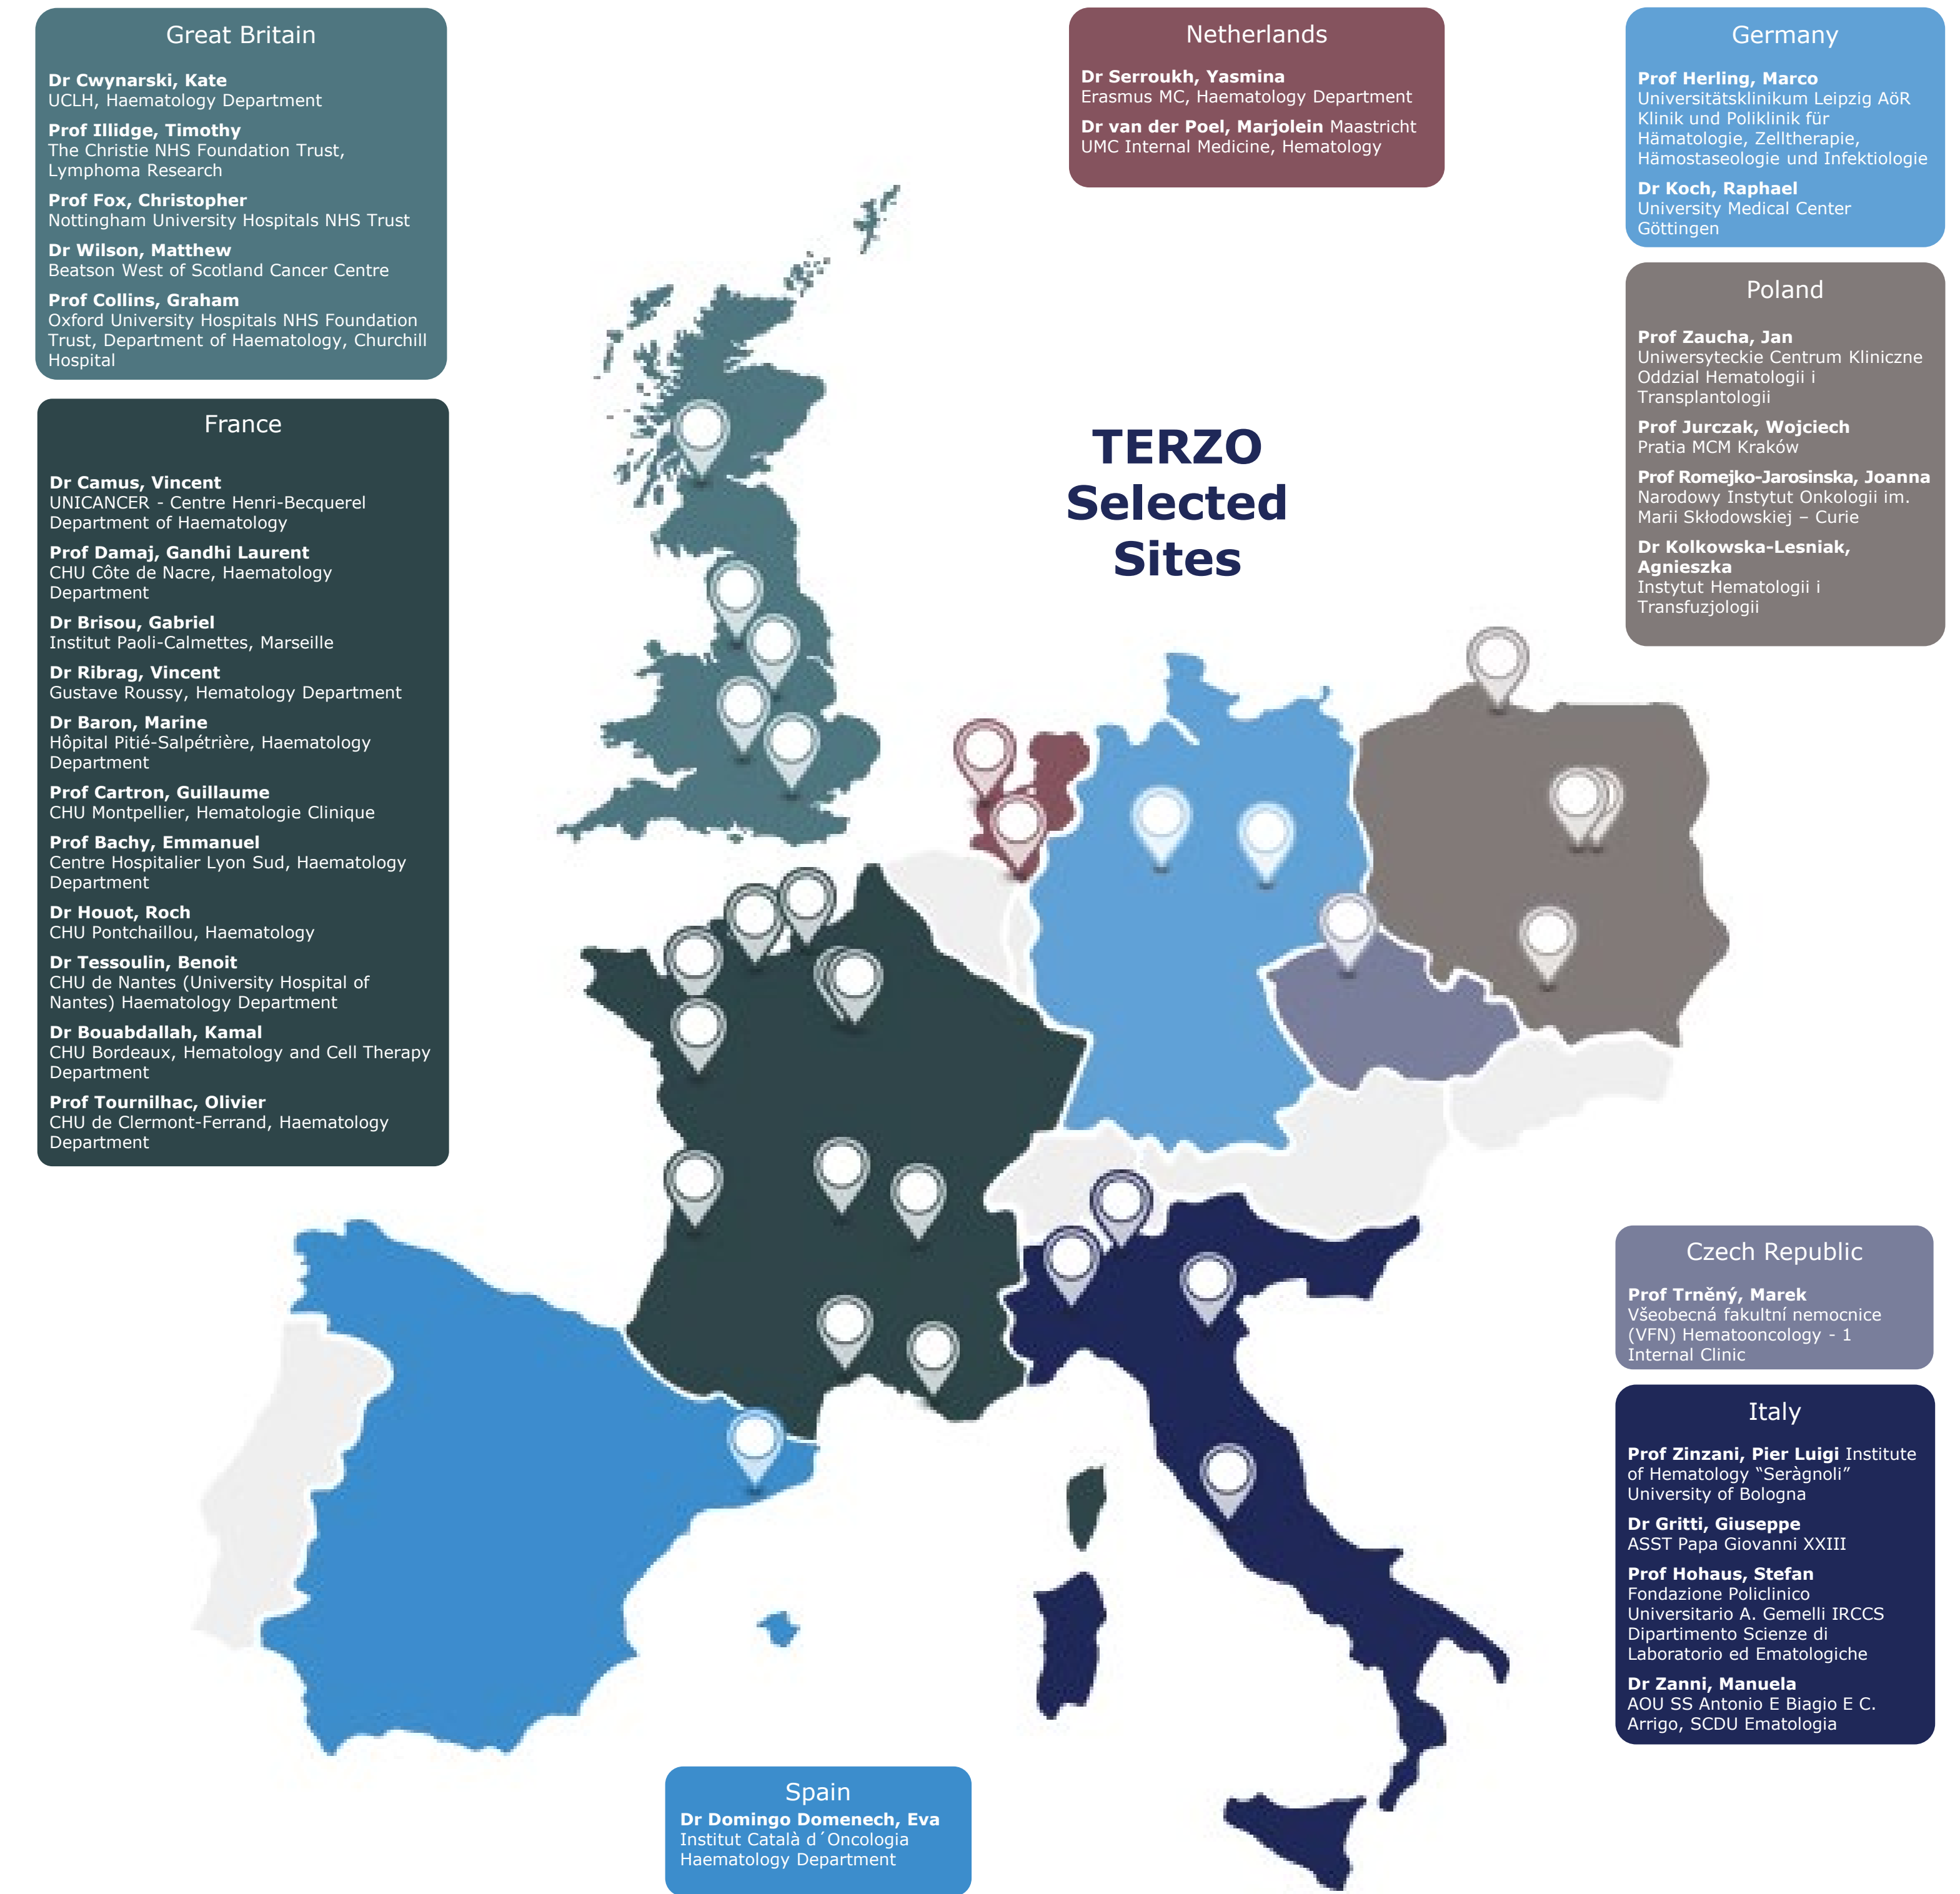 Great Britain
Dr Cwynarski, Kate
UCLH, Haematology Department
Prof Illidge, Timothy
The Christie NHS Foundation Trust,
Lymphoma Research
Prof Fox, Christopher
Nottingham University Hospitals NHS Trust
Dr Wilson, Matthew
Beatson West of Scotland Cancer Centre
Prof Collins, Graham
Oxford University Hospitals NHS Foundation
Trust, Department of Haematology, Churchill
Hospital
France
Dr Camus, Vincent
UNICANCER - Centre Henri-Becquerel
Department of Haematology
Prof Damaj, Gandhi Laurent
CHU Côte de Nacre, Haematology
Department
Dr Brisou, Gabriel
Institut Paoli-Calmettes, Marseille
Dr Ribrag, Vincent
Gustave Roussy, Hematology Department
Dr Baron, Marine
Hôpital Pitié-Salpétrière, Haematology
Department
Prof Cartron, Guillaume
CHU Montpellier, Hematologie Clinique
Prof Bachy, Emmanuel
Centre Hospitalier Lyon Sud, Haematology
Department
Dr Houot, Roch
CHU Pontchaillou, Haematology
Dr Tessoulin, Benoit
CHU de Nantes (University Hospital of
Nantes) Haematology Department
Dr Bouabdallah, Kamal
CHU Bordeaux, Hematology and Cell Therapy
Department
Prof Tournilhac, Olivier
CHU de Clermont-Ferrand, Haematology
Department
Netherlands
Dr Serroukh, Yasmina
Erasmus MC, Haematology Department
Dr van der Poel, Marjolein Maastricht
UMC Internal Medicine, Hematology
TERZO
Selected
Sites
Germany
Prof Herling, Marco
Universitätsklinikum Leipzig AöR
Klinik und Poliklinik für
Hämatologie, Zelltherapie,
Hämostaseologie und Infektiologie
Dr Koch, Raphael
University Medical Center
Göttingen
Poland
Prof Zaucha, Jan
Uniwersyteckie Centrum Kliniczne
Oddzial Hematologii i
Transplantologii
Prof Jurczak, Wojciech
Pratia MCM Kraków
Prof Romejko-Jarosinska, Joanna
Narodowy Instytut Onkologii im.
Marii Skłodowskiej – Curie
Dr Kolkowska-Lesniak,
Agnieszka
Instytut Hematologii i
Transfuzjologii
Czech Republic
Prof Trněný, Marek
Všeobecná fakultní nemocnice
(VFN) Hematooncology - 1
Internal Clinic
Italy
Prof Zinzani, Pier Luigi Institute
of Hematology “Seràgnoli”
University of Bologna
Dr Gritti, Giuseppe
ASST Papa Giovanni XXIII
Prof Hohaus, Stefan
Fondazione Policlinico
Universitario A. Gemelli IRCCS
Dipartimento Scienze di
Laboratorio ed Ematologiche
Dr Zanni, Manuela
AOU SS Antonio E Biagio E C.
Arrigo, SCDU Ematologia
Spain
Dr Domingo Domenech, Eva
Institut Català d´Oncologia
Haematology Department